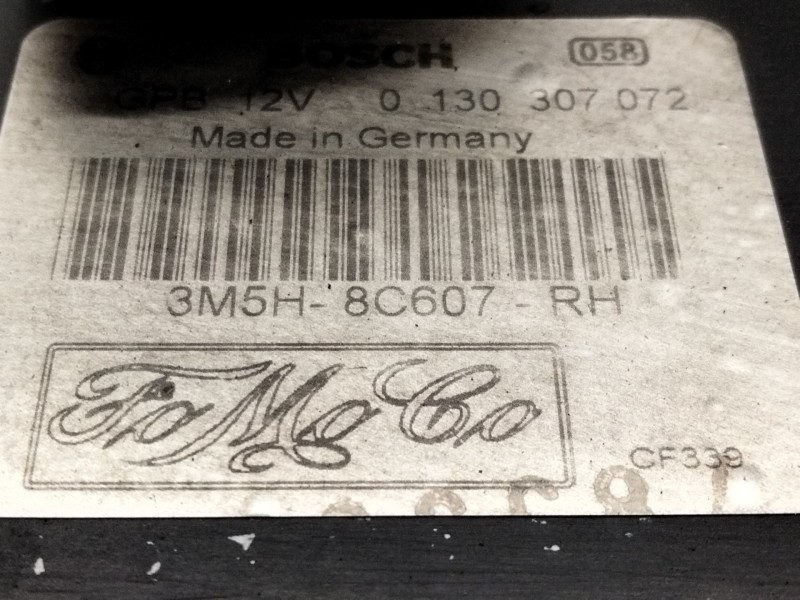 BOSCH 058
GPB 12V 0 130 307 072
Made in Germany
3M5H- 8C607 - RH
FoMoCo
CF339